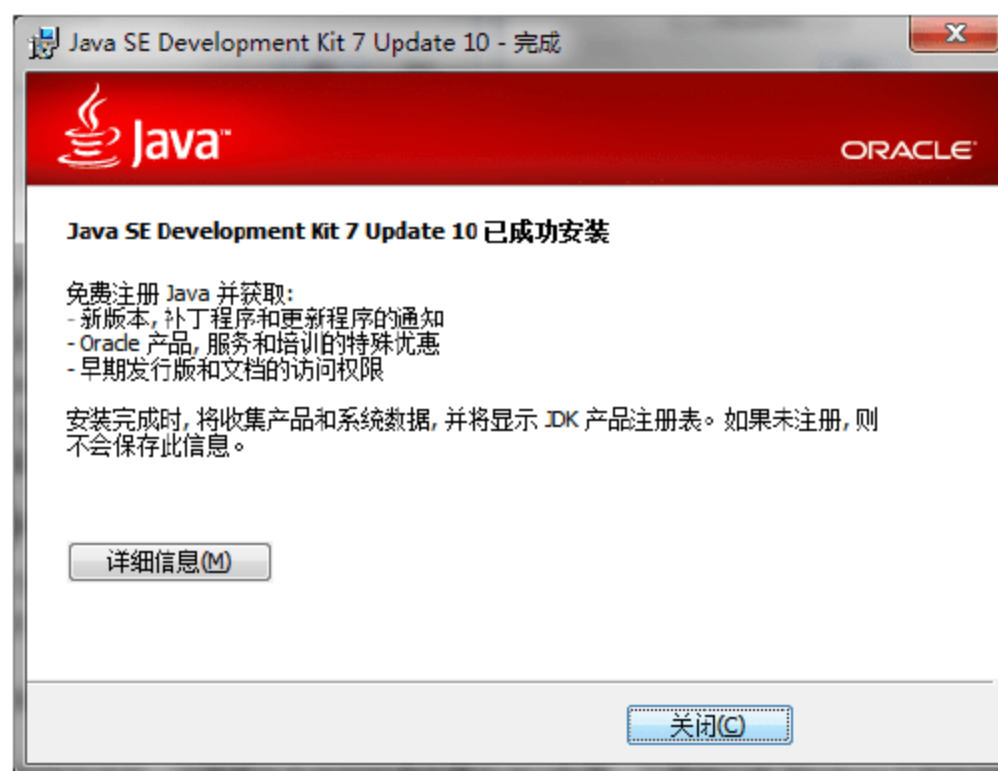 Java SE Development Kit 7 Update 10 - 完成
Java™
ORACLE®
Java SE Development Kit 7 Update 10 已成功安装
免费注册 Java 并获取:
- 新版本, 补丁程序和更新程序的通知
- Oracle 产品, 服务和培训的特殊优惠
- 早期发行版和文档的访问权限
安装完成时, 将收集产品和系统数据, 并将显示 JDK 产品注册表。如果未注册, 则
不会保存此信息。
详细信息(M)
关闭(C)